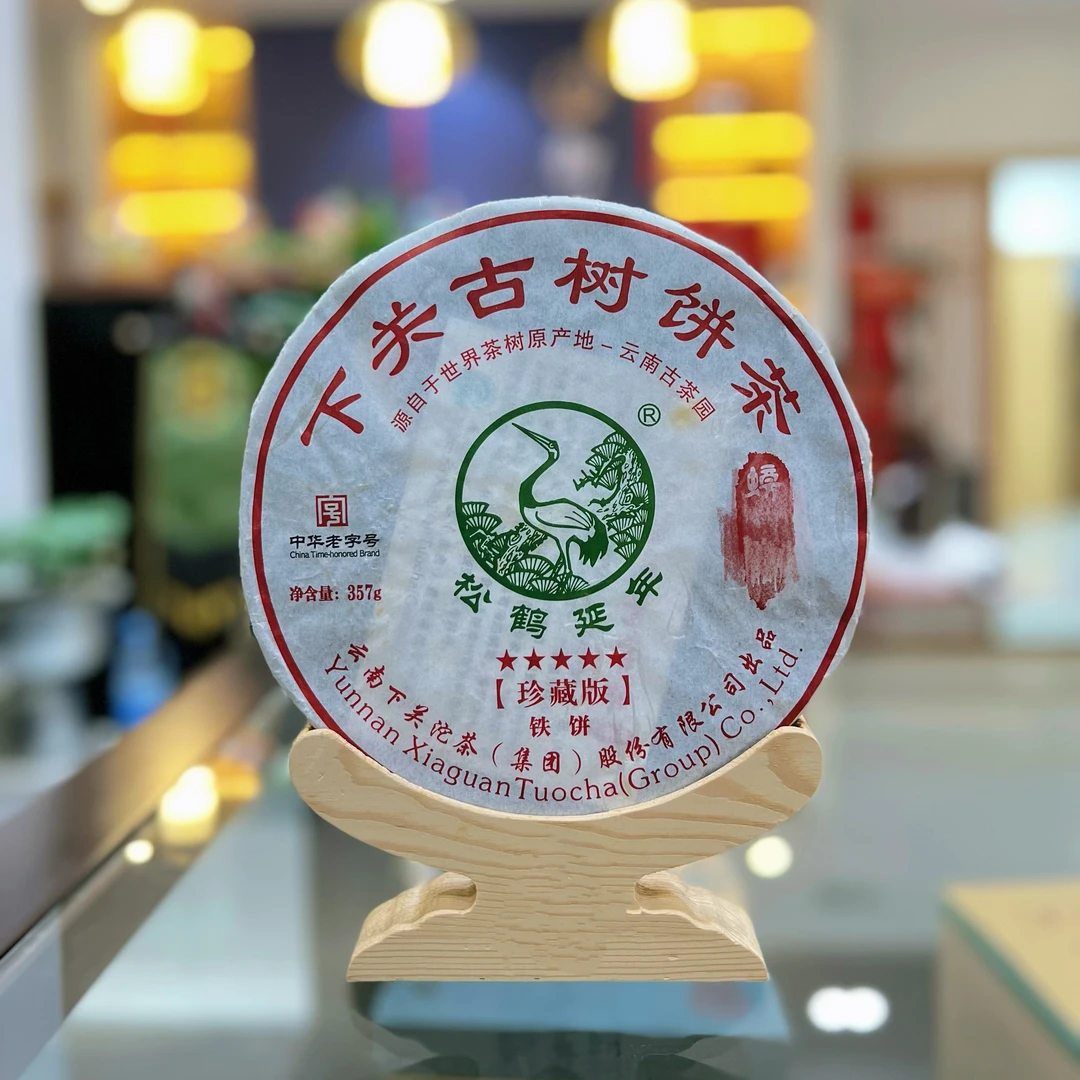 下关古树饼茶
源自于世界茶树原产地－云南古茶园
®
号
中华老字号
China Time-honored Brand
净含量：357g
松鹤延年
★★★★★
【珍藏版】
铁饼
云南下关沱茶（集团）股份有限公司出品
Yunnan Xiaguan Tuocha(Group) Co.,Ltd.